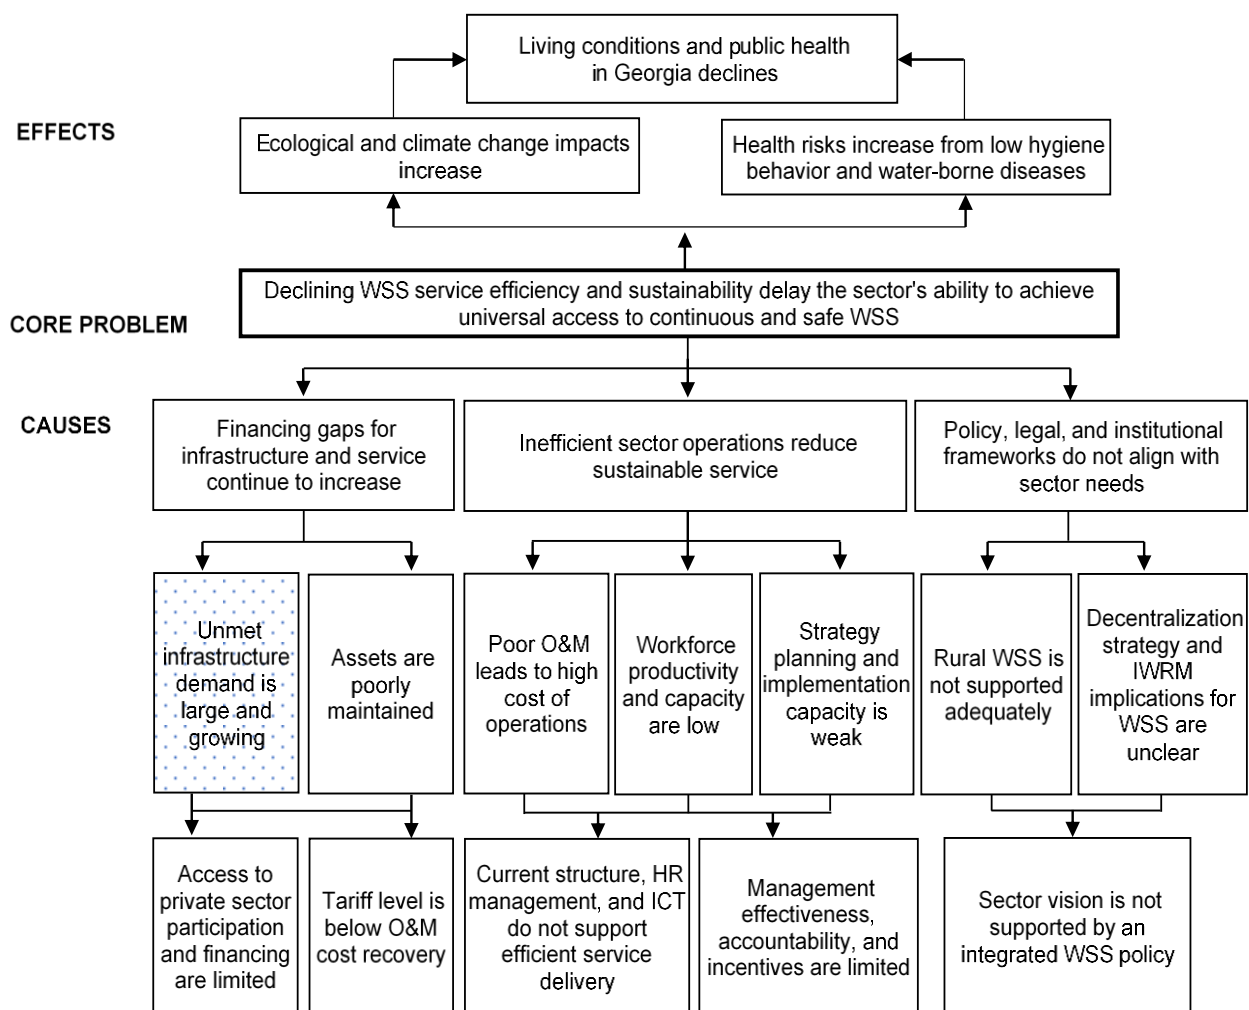 Living conditions and public health
in Georgia declines
EFFECTS
Ecological and climate change impacts
increase
Health risks increase from low hygiene
behavior and water-borne diseases
Declining WSS service efficiency and sustainability delay the sector's ability to achieve
universal access to continuous and safe WSS
CORE PROBLEM
CAUSES
Financing gaps for
infrastructure and service
continue to increase
Inefficient sector operations reduce
sustainable service
Policy, legal, and institutional
frameworks do not align with
sector needs
Unmet
infrastructure
demand is
large and
growing
Assets are
poorly
maintained
Poor O&M
leads to high
cost of
operations
Workforce
productivity
and capacity
are low
Strategy
planning and
implementation
capacity is
weak
Rural WSS is
not supported
adequately
Decentralization
strategy and
IWRM
implications for
WSS are
unclear
Access to
private sector
participation
and financing
are limited
Tariff level is
below O&M
cost recovery
Current structure, HR
management, and ICT
do not support
efficient service
delivery
Management
effectiveness,
accountability, and
incentives are limited
Sector vision is not
supported by an
integrated WSS policy